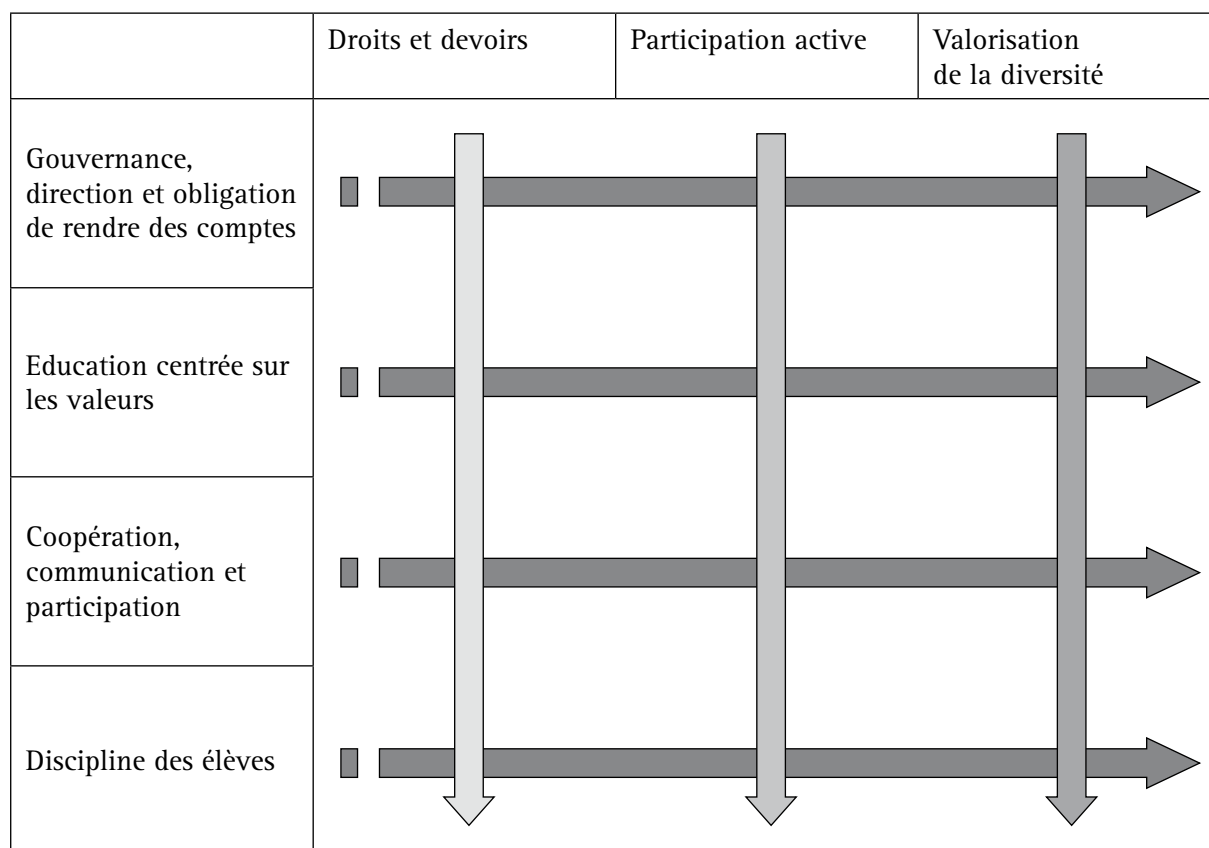 Droits et devoirs
Participation active
Valorisation
de la diversité
Gouvernance,
direction et obligation
de rendre des comptes
Education centrée sur
les valeurs
Coopération,
communication et
participation
Discipline des élèves